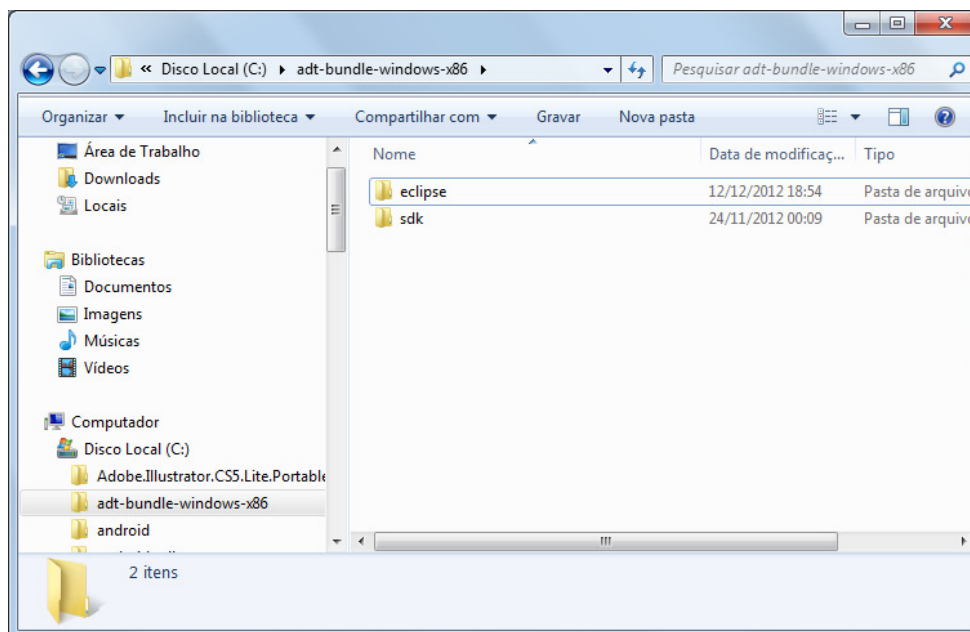 « Disco Local (C:) ▸ adt-bundle-windows-x86 ▸
Pesquisar adt-bundle-windows-x86
Organizar Incluir na biblioteca Compartilhar com Gravar Nova pasta
Área de Trabalho
Downloads
Locais
Bibliotecas
Documentos
Imagens
Músicas
Vídeos
Computador
Disco Local (C:)
Adobe.Illustrator.CS5.Lite.Portable
adt-bundle-windows-x86
android
Nome Data de modificaç... Tipo
eclipse 12/12/2012 18:54 Pasta de arquivo
sdk 24/11/2012 00:09 Pasta de arquivo
2 itens